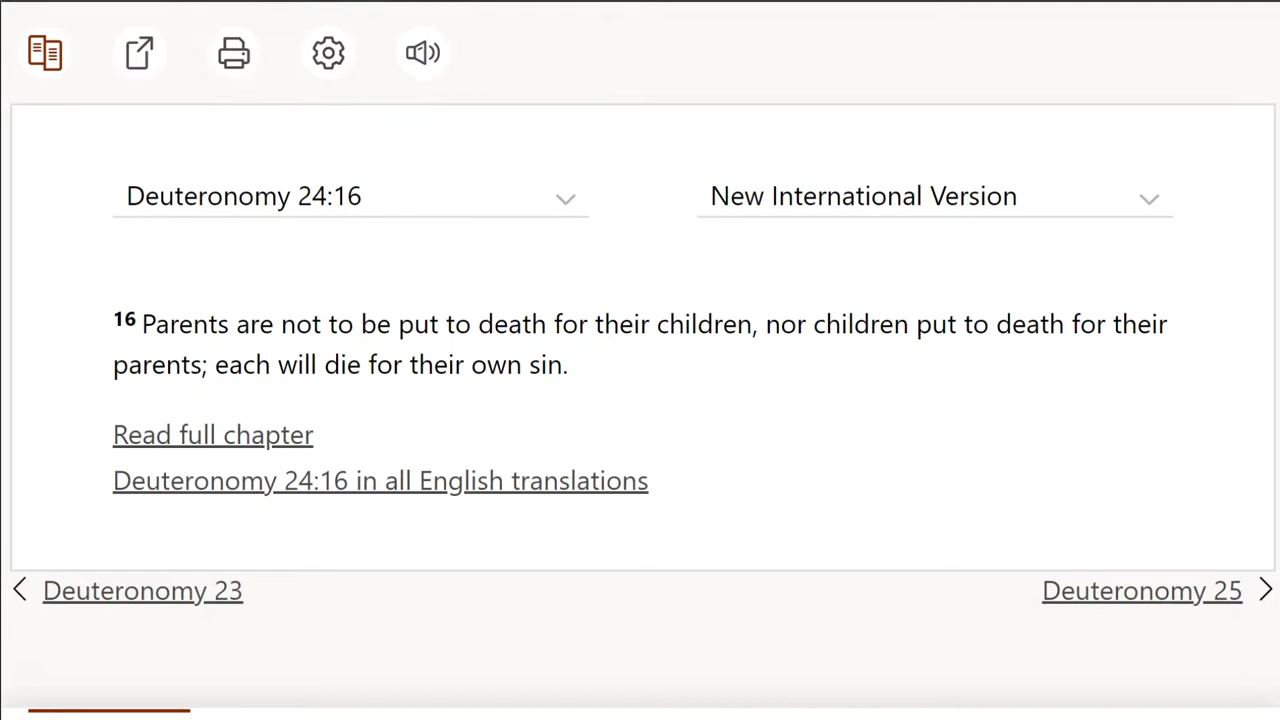 Deuteronomy 24:16
New International Version
16 Parents are not to be put to death for their children, nor children put to death for their
parents; each will die for their own sin.
Read full chapter
Deuteronomy 24:16 in all English translations
Deuteronomy 23
Deuteronomy 25